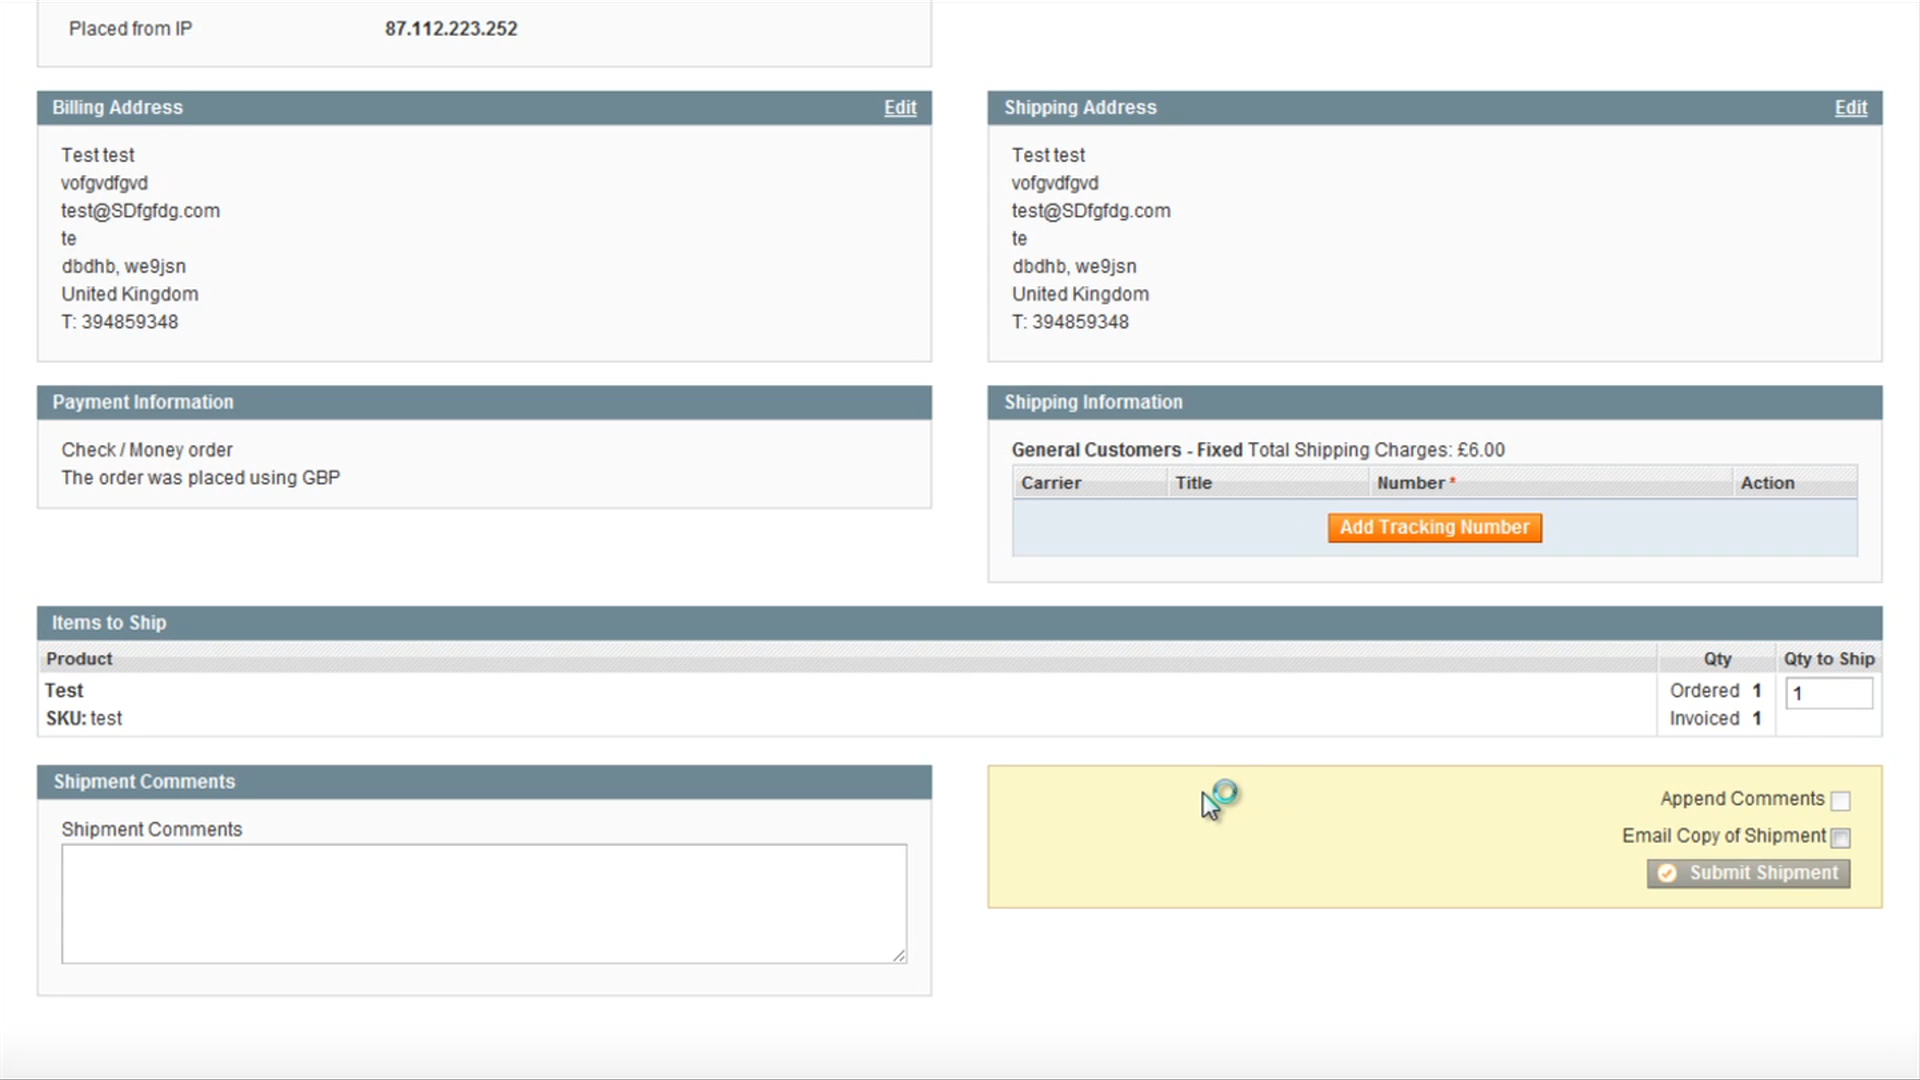 Placed from IP 87.112.223.252
Billing Address Edit
Test test
vofgvdfgvd
test@SDfgfdg.com
te
dbdhb, we9jsn
United Kingdom
T: 394859348
Shipping Address Edit
Test test
vofgvdfgvd
test@SDfgfdg.com
te
dbdhb, we9jsn
United Kingdom
T: 394859348
Payment Information
Check / Money order
The order was placed using GBP
Shipping Information
General Customers - Fixed Total Shipping Charges: £6.00
Carrier Title Number * Action
Add Tracking Number
Items to Ship
Product Qty Qty to Ship
Test Ordered 1 1
SKU: test Invoiced 1
Shipment Comments
Shipment Comments
Append Comments
Email Copy of Shipment
Submit Shipment